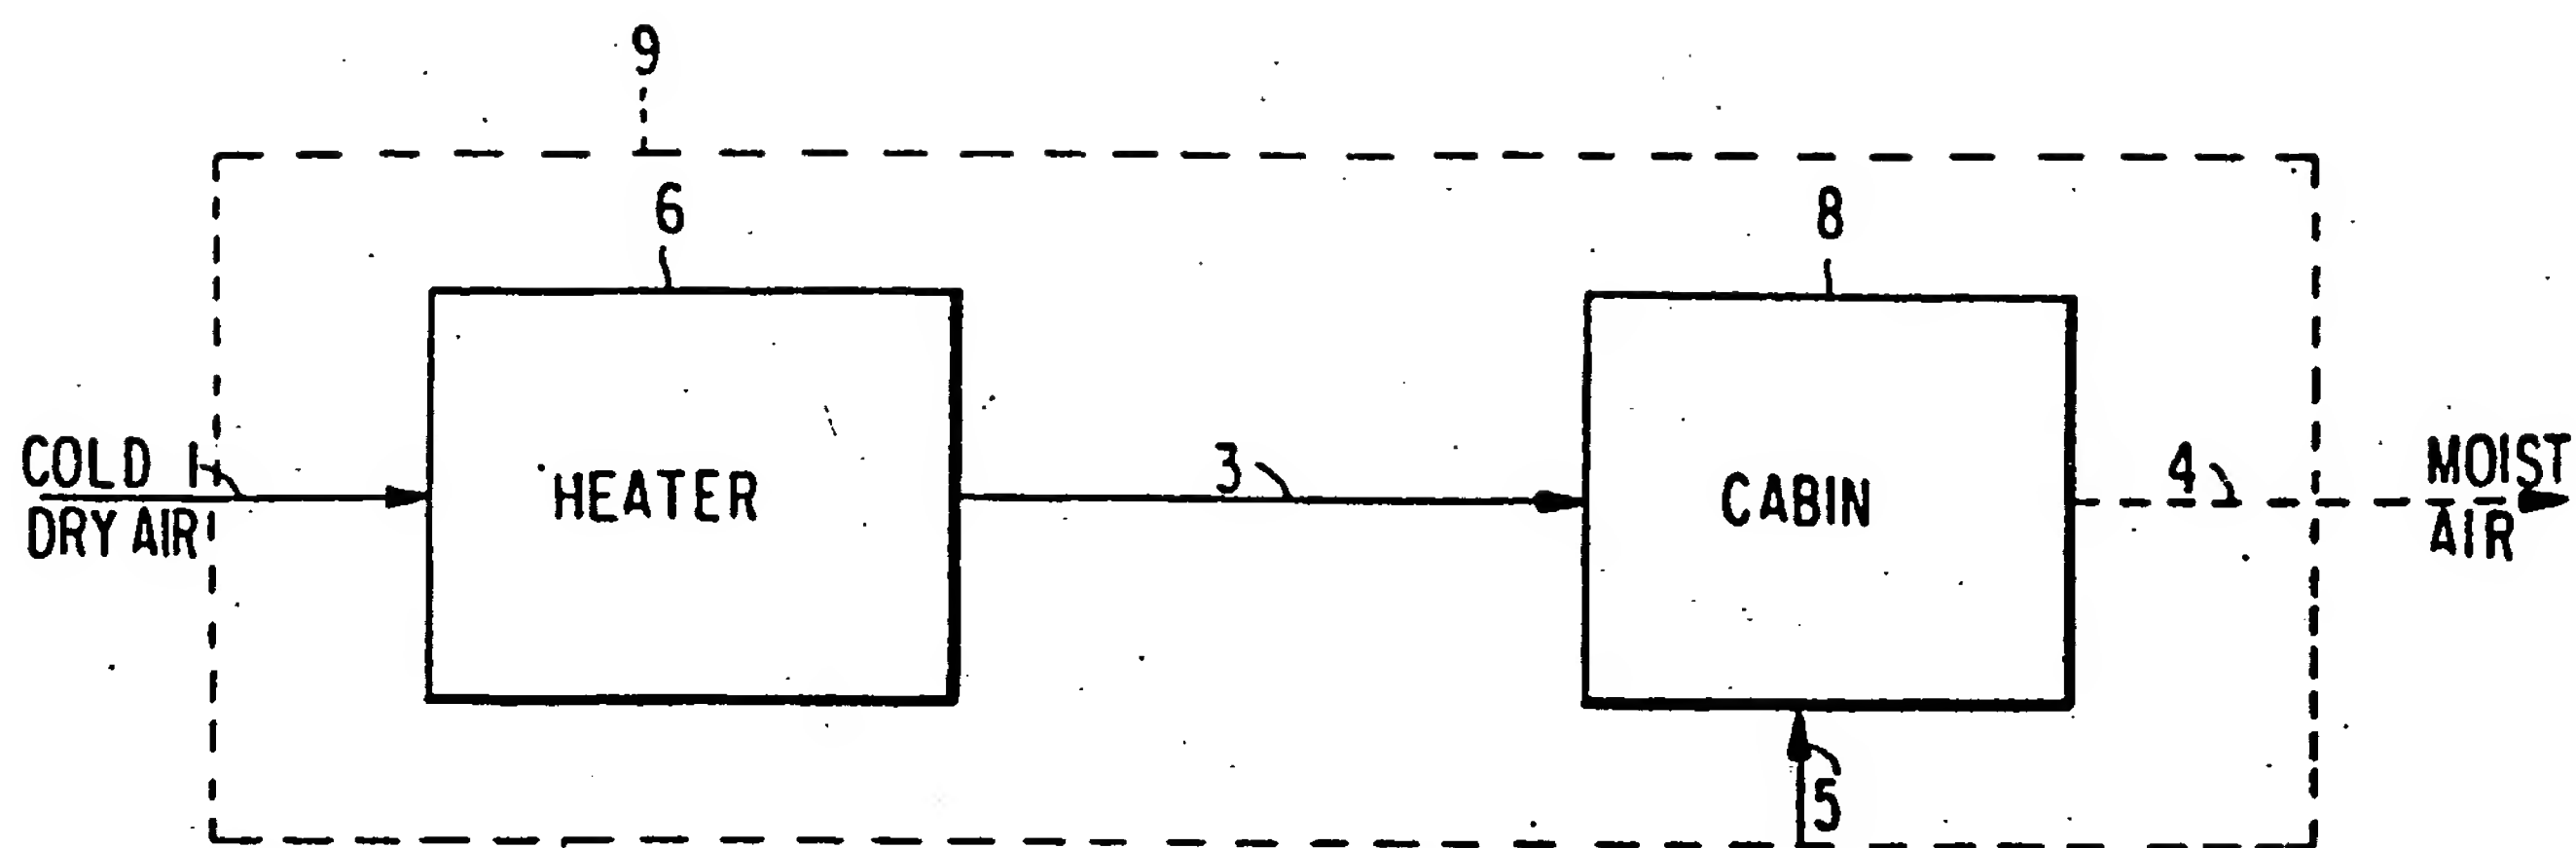 9
6
8
COLD 1
DRY AIR
HEATER
3
CABIN
4
MOIST
AIR
5